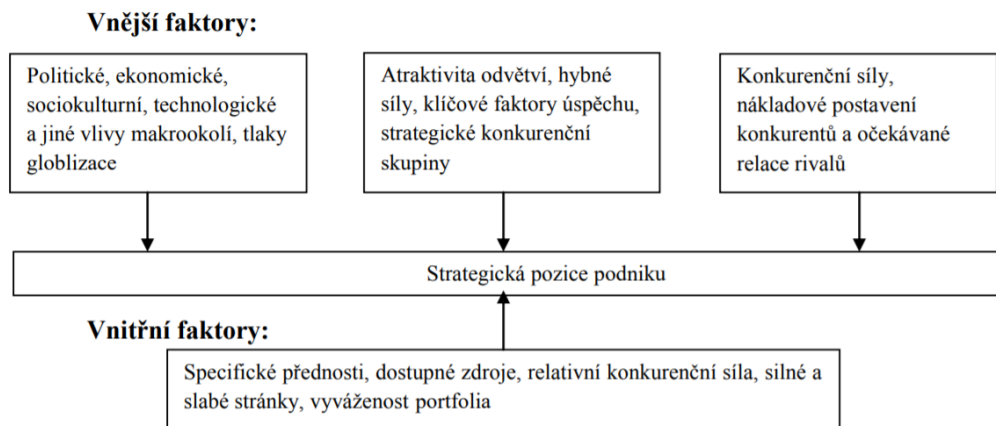 Vnější faktory:
Politické, ekonomické,
sociokulturní, technologické
a jiné vlivy makrookolí, tlaky
globlizace
Atraktivita odvětví, hybné
síly, klíčové faktory úspěchu,
strategické konkurenční
skupiny
Konkurenční síly,
nákladové postavení
konkurentů a očekávané
relace rivalů
Strategická pozice podniku
Vnitřní faktory:
Specifické přednosti, dostupné zdroje, relativní konkurenční síla, silné a
slabé stránky, vyváženost portfolia